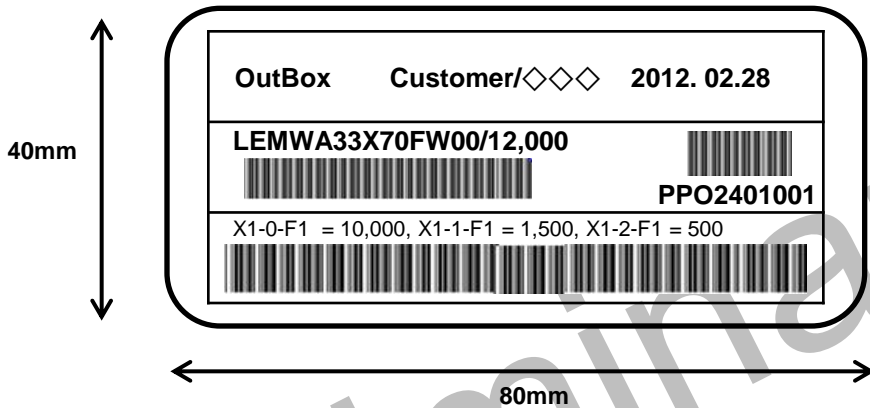 OutBox Customer/◇◇◇ 2012. 02.28
40mm
LEMWA33X70FW00/12,000
PPO2401001
X1-0-F1 = 10,000, X1-1-F1 = 1,500, X1-2-F1 = 500
80mm